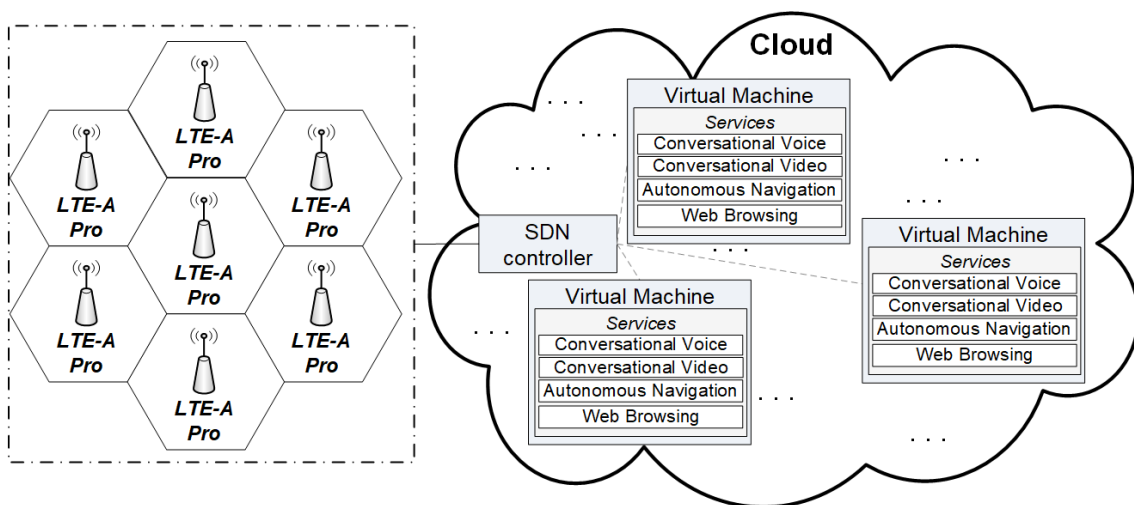 LTE-A
Pro
LTE-A
Pro
LTE-A
Pro
LTE-A
Pro
LTE-A
Pro
LTE-A
Pro
LTE-A
Pro
Cloud
SDN
controller
Virtual Machine
Services
Conversational Voice
Conversational Video
Autonomous Navigation
Web Browsing
Virtual Machine
Services
Conversational Voice
Conversational Video
Autonomous Navigation
Web Browsing
Virtual Machine
Services
Conversational Voice
Conversational Video
Autonomous Navigation
Web Browsing
. . .
. . .
. . .
. . .
. . .
. . .
. . .
. . .
. . .